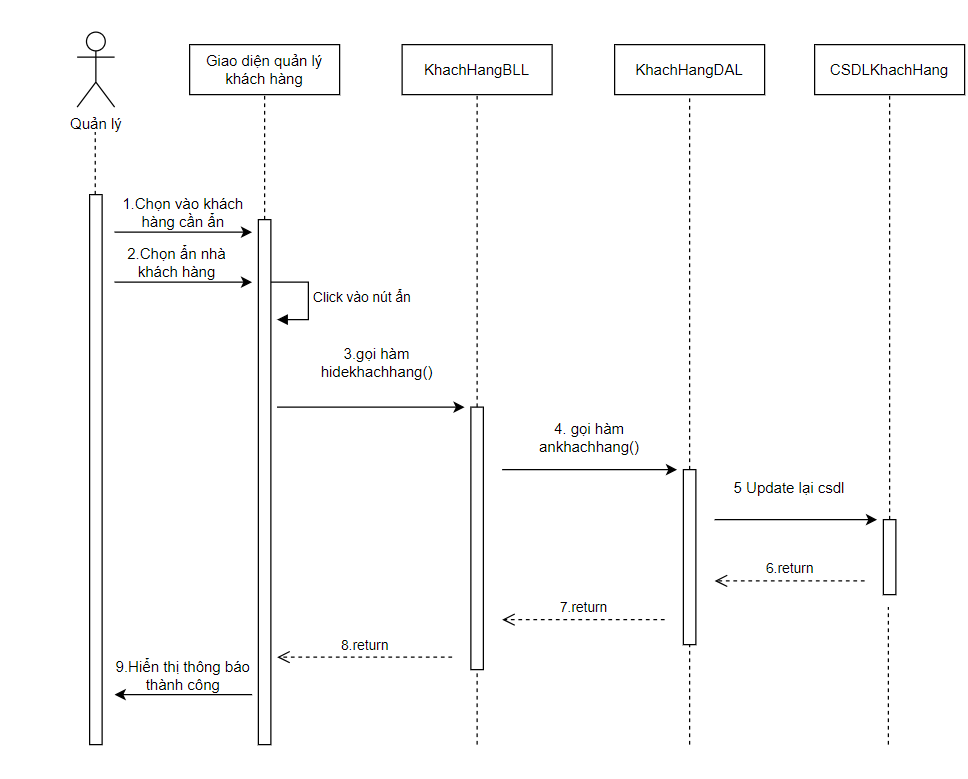 Quản lý
Giao diện quản lý
khách hàng
KhachHangBLL
KhachHangDAL
CSDLKhachHang
1.Chọn vào khách
hàng cần ẩn
2.Chọn ẩn nhà
khách hàng
Click vào nút ẩn
3.gọi hàm
hidekhachhang()
4. gọi hàm
ankhachhang()
5 Update lại csdl
6.return
7.return
8.return
9.Hiển thị thông báo
thành công